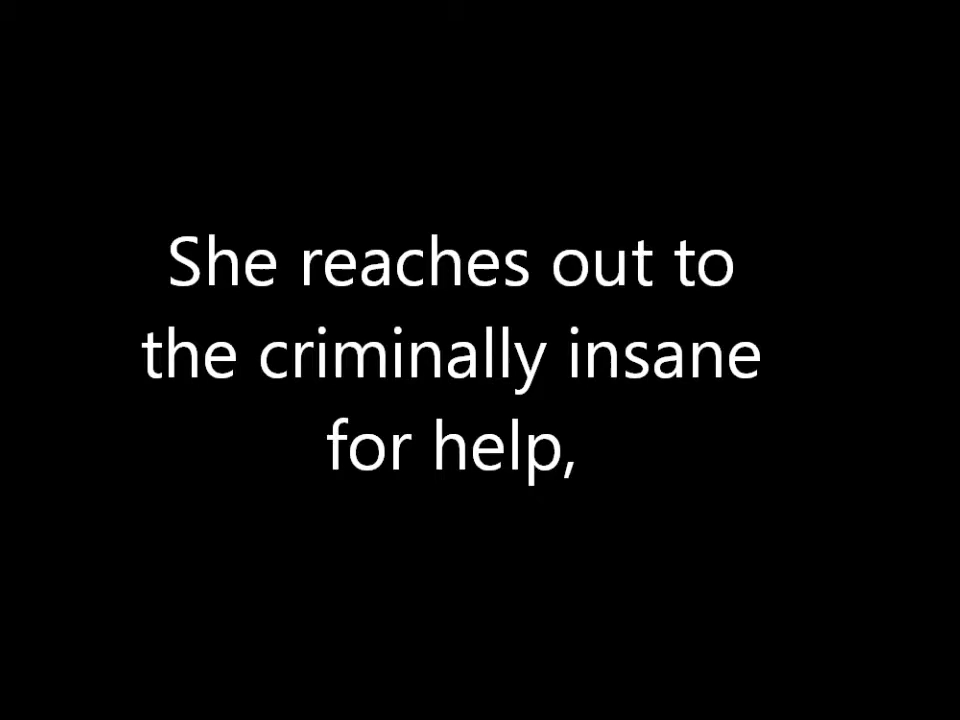 She reaches out to
the criminally insane
for help,